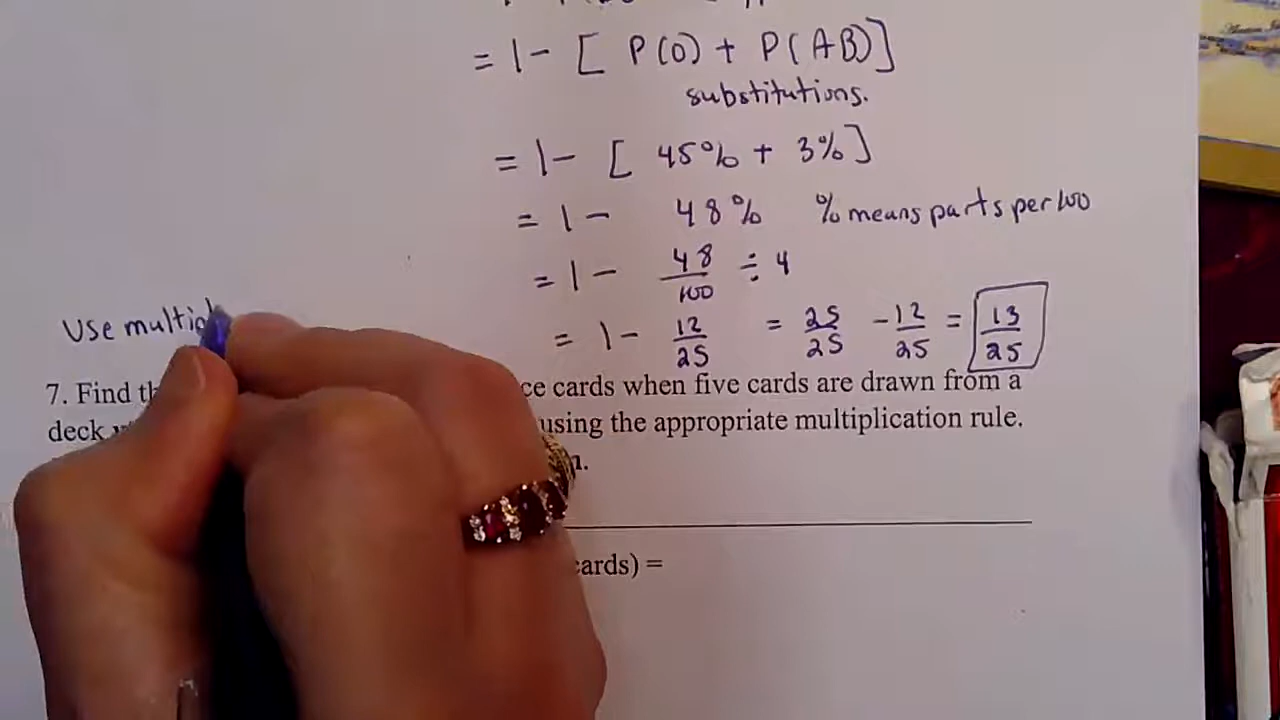 = 1 - [ P(O) + P(AB)]
substitutions.
= 1 - [ 45% + 3%]
= 1 - 48% % means parts per 100
= 1 - 48/100 ÷ 4
= 1 - 12/25 = 25/25 - 12/25 = 13/25
Use multipl
7. Find th ce cards when five cards are drawn from a
deck using the appropriate multiplication rule.
n.
cards) =